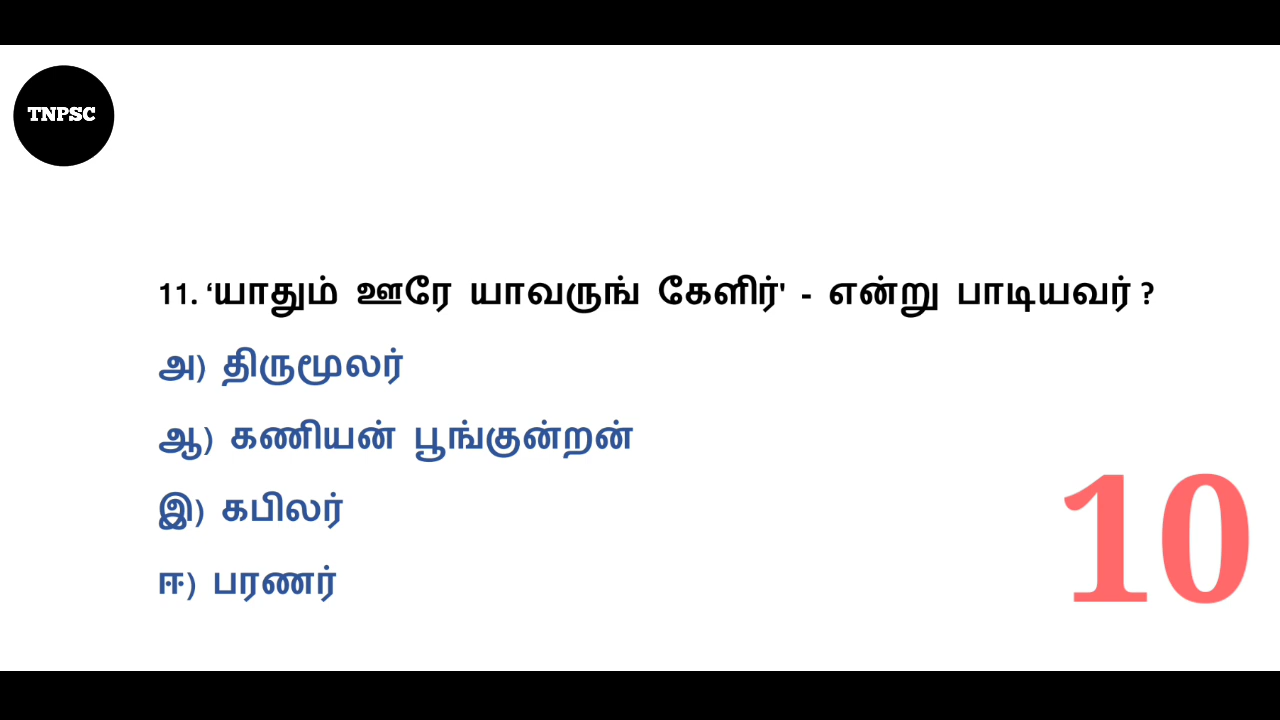 TNPSC
11. ‘யாதும் ஊரே யாவருங் கேளிர்' - என்று பாடியவர் ?
அ) திருமூலர்
ஆ) கணியன் பூங்குன்றன்
இ) கபிலர்
ஈ) பரணர்
10